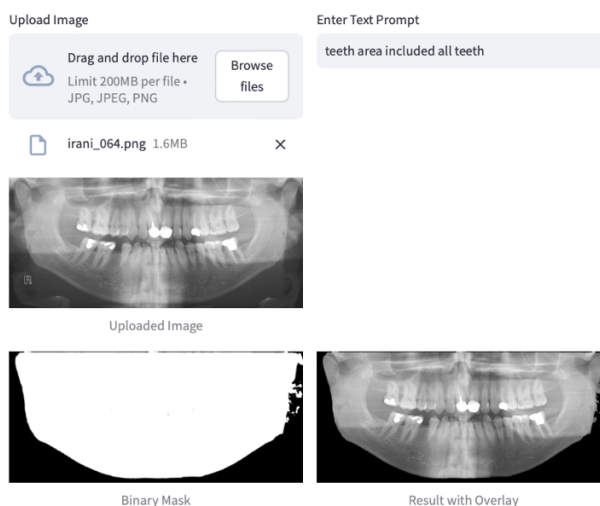 Upload Image
Drag and drop file here
Limit 200MB per file •
JPG, JPEG, PNG
Browse
files
irani_064.png 1.6MB
Uploaded Image
Enter Text Prompt
teeth area included all teeth
Binary Mask
Result with Overlay